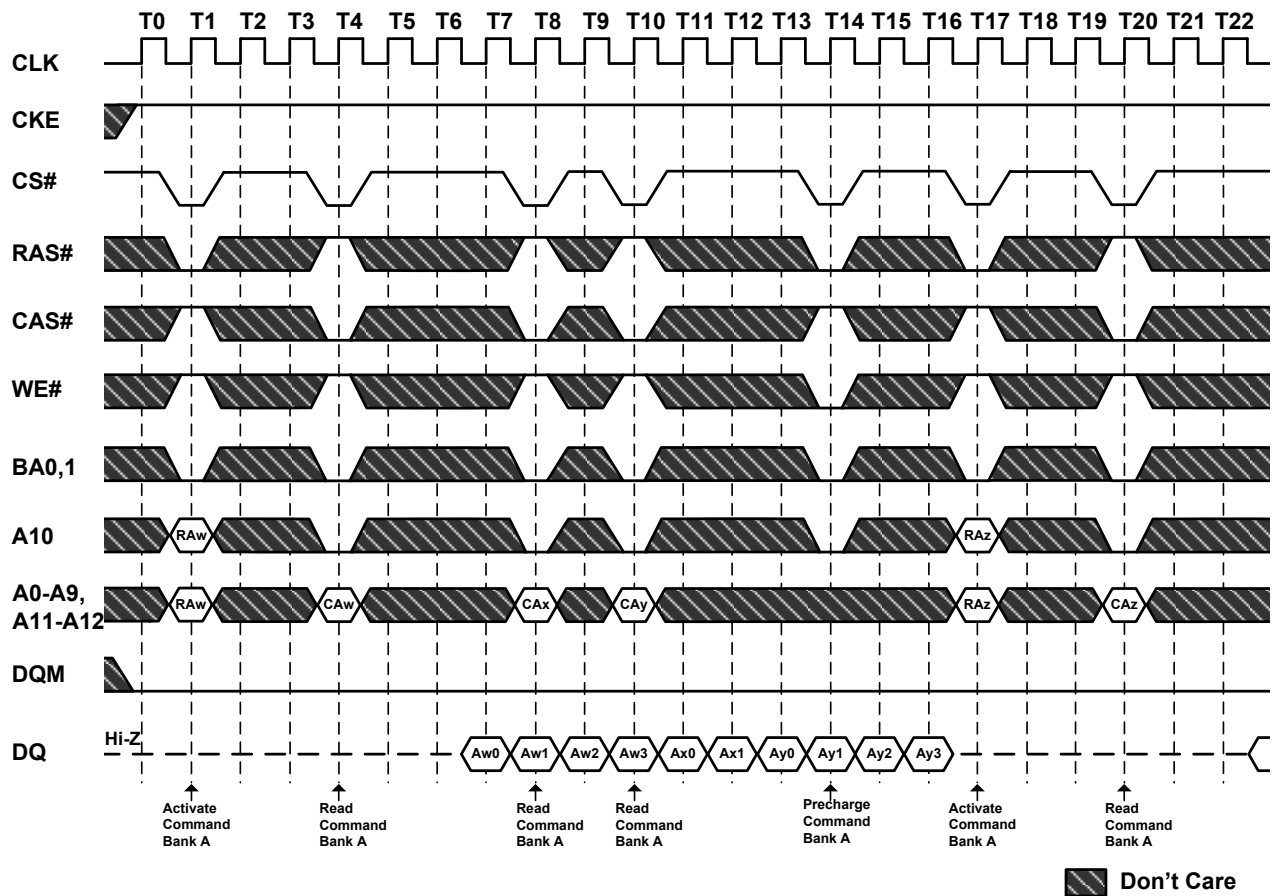 T0 T1 T2 T3 T4 T5 T6 T7 T8 T9 T10 T11 T12 T13 T14 T15 T16 T17 T18 T19 T20 T21 T22
CLK
CKE
CS#
RAS#
CAS#
WE#
BA0,1
A10
RAw RAz
A0-A9,
A11-A12
RAw CAw CAx CAy RAz CAz
DQM
DQ
Hi-Z
Aw0 Aw1 Aw2 Aw3 Ax0 Ax1 Ay0 Ay1 Ay2 Ay3
Activate
Command
Bank A
Read
Command
Bank A
Read
Command
Bank A
Read
Command
Bank A
Precharge
Command
Bank A
Activate
Command
Bank A
Read
Command
Bank A
Don't Care